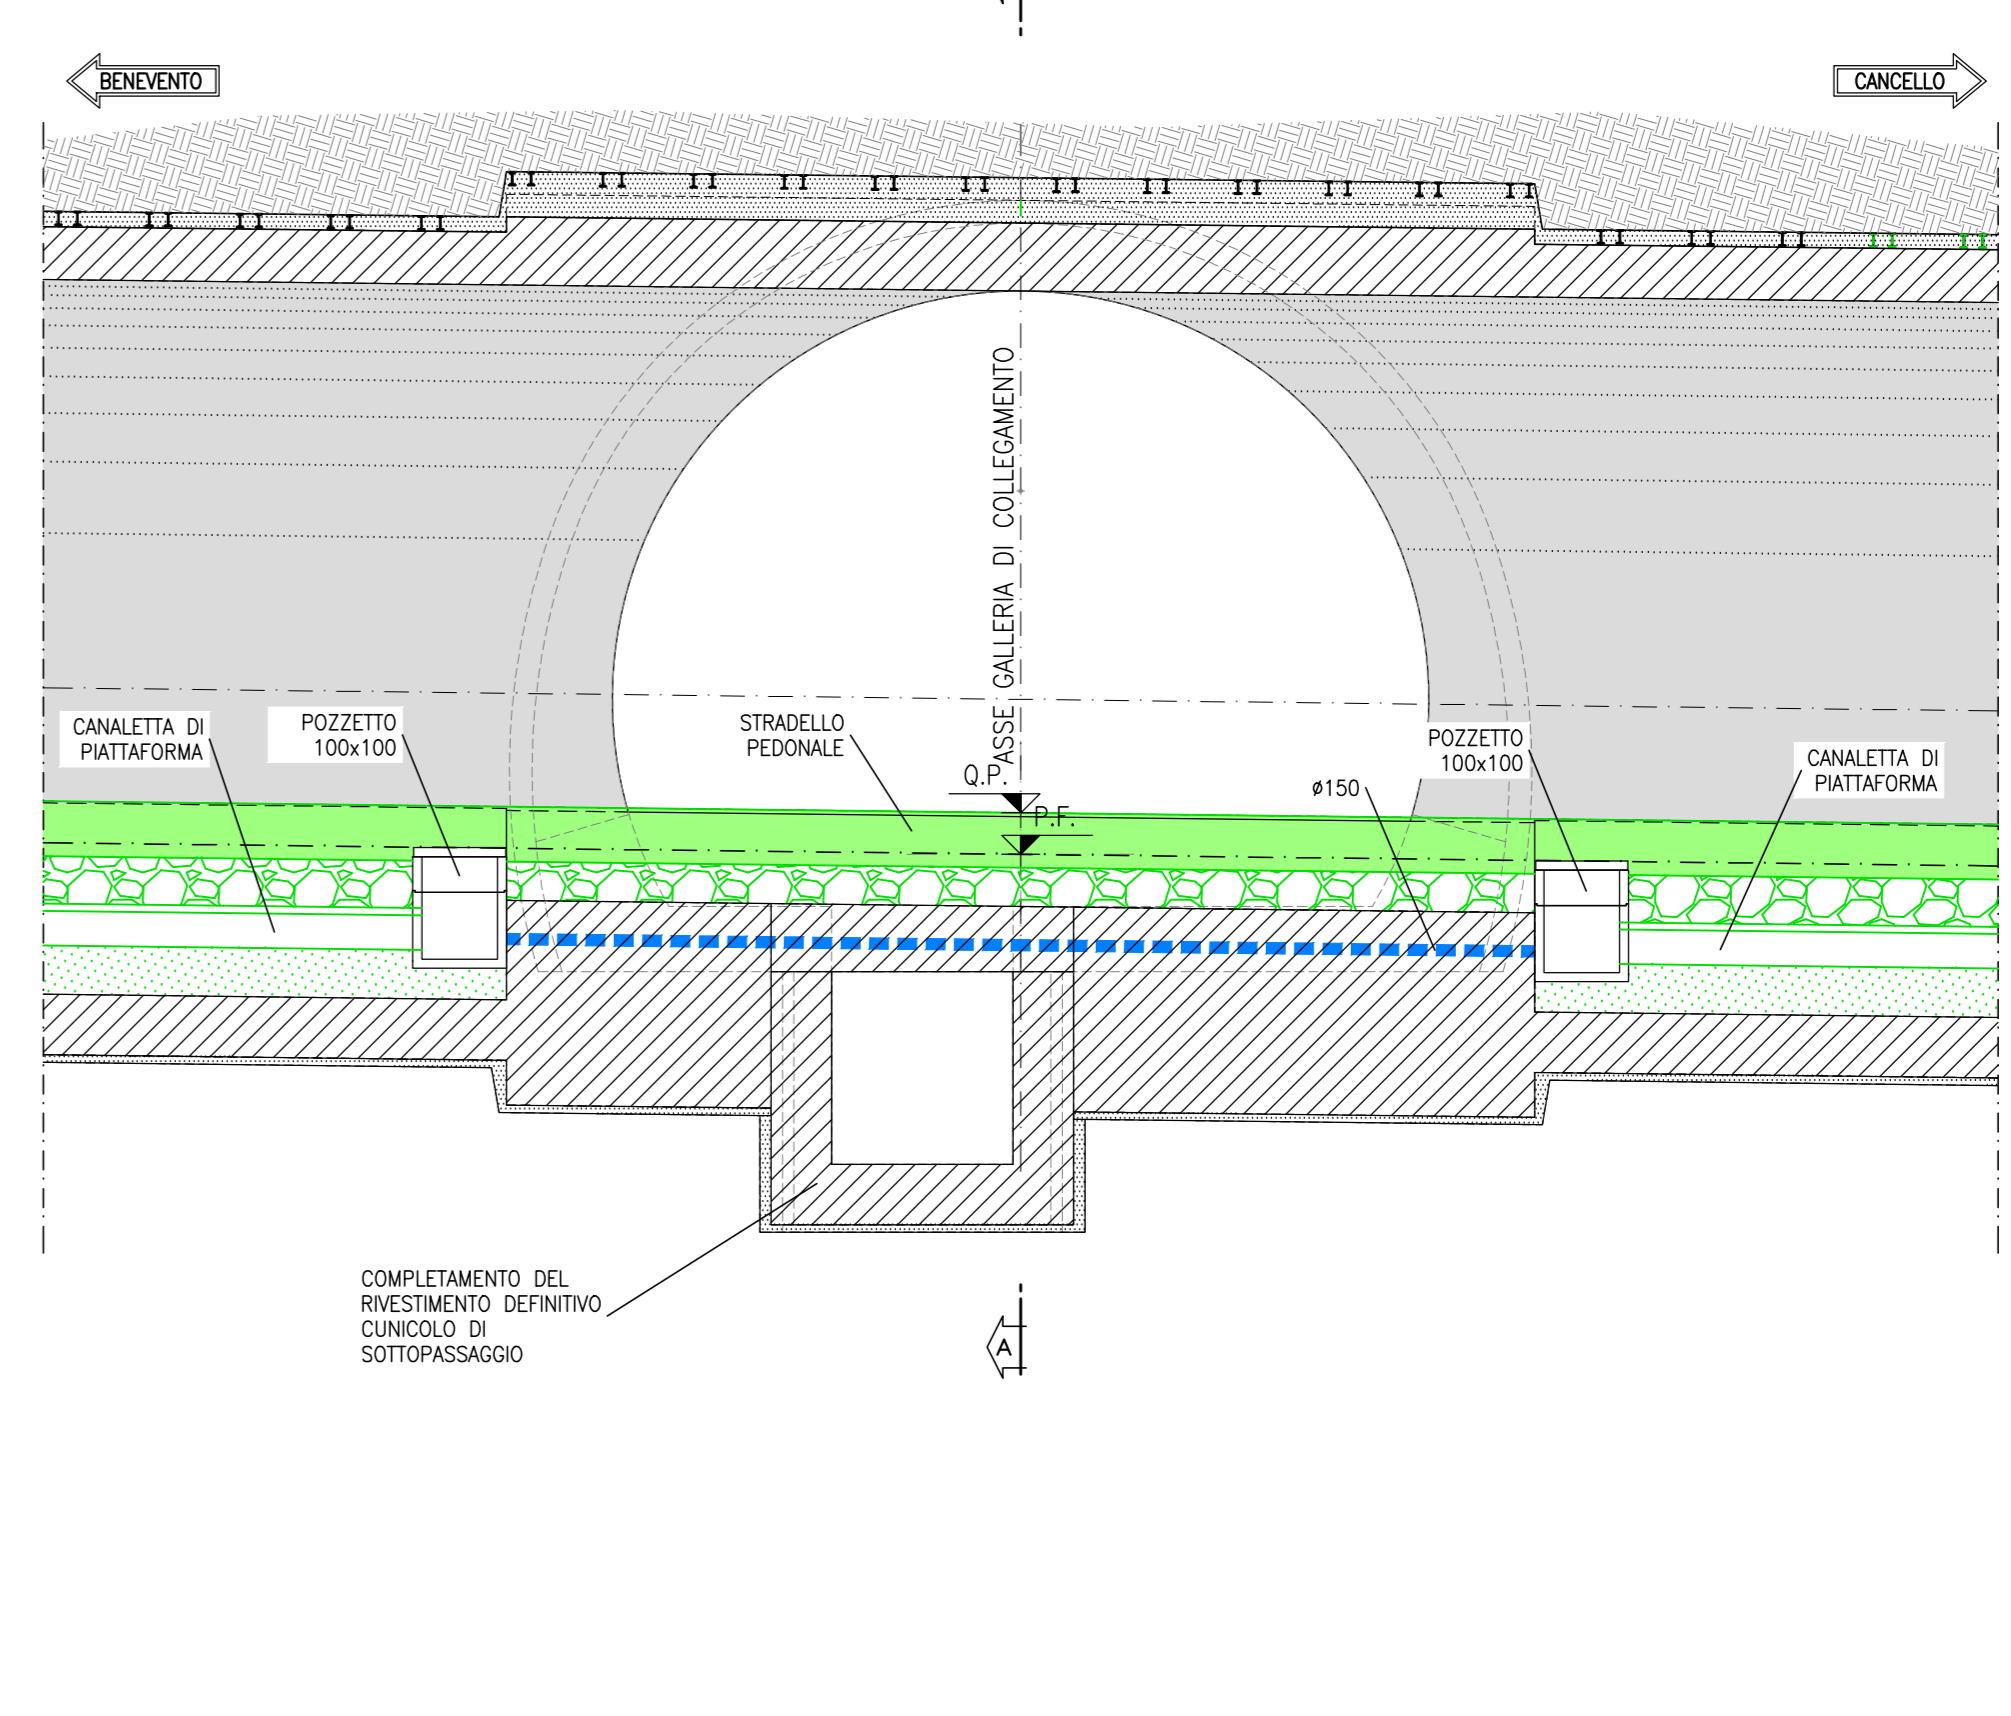 BENEVENTO
CANCELLO
ASSE GALLERIA DI COLLEGAMENTO
CANALETTA DI
PIATTAFORMA
POZZETTO
100x100
STRADELLO
PEDONALE
Q.P.
P.F.
ø150
POZZETTO
100x100
CANALETTA DI
PIATTAFORMA
COMPLETAMENTO DEL
RIVESTIMENTO DEFINITIVO
CUNICOLO DI
SOTTOPASSAGGIO
A